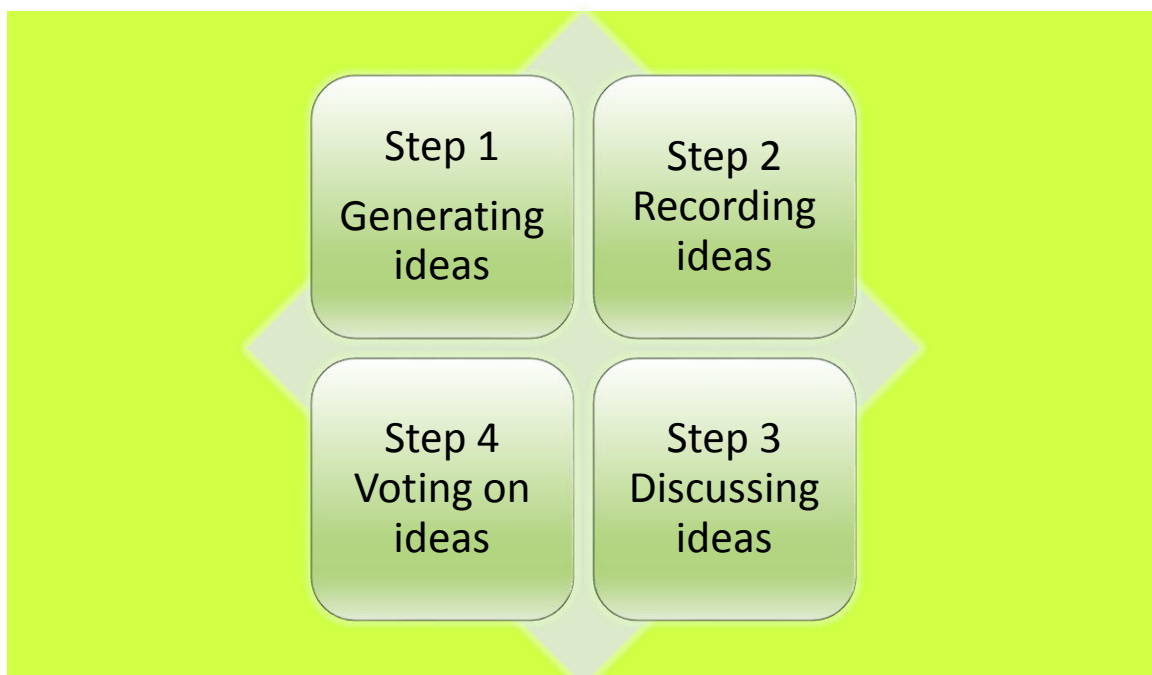 Step 1
Generating
ideas
Step 2
Recording
ideas
Step 4
Voting on
ideas
Step 3
Discussing
ideas